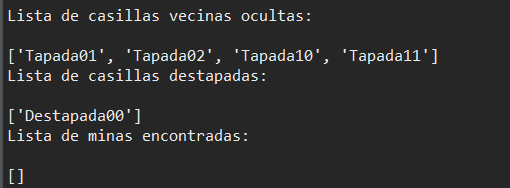 Lista de casillas vecinas ocultas:
['Tapada01', 'Tapada02', 'Tapada10', 'Tapada11']
Lista de casillas destapadas:
['Destapada00']
Lista de minas encontradas:
[]